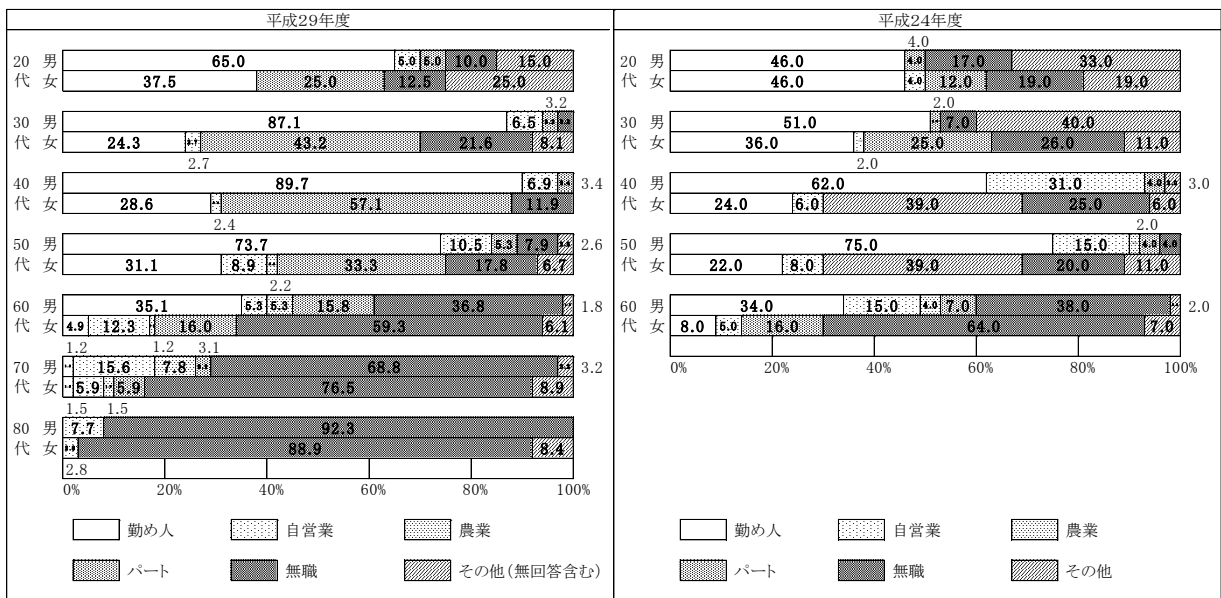 平成29年度
20 男 65.0 5.0 5.0 10.0 15.0
代 女 37.5 25.0 12.5 25.0
3.2
30 男 87.1 6.5
代 女 24.3 43.2 21.6 8.1
2.7
40 男 89.7 6.9 3.4
代 女 28.6 57.1 11.9
2.4
50 男 73.7 10.5 5.3 7.9 2.6
代 女 31.1 8.9 33.3 17.8 6.7
2.2
60 男 35.1 5.3 5.3 15.8 36.8 1.8
代 女 4.9 12.3 16.0 59.3 6.1
1.2 1.2 3.1
70 男 15.6 7.8 68.8 3.2
代 女 5.9 5.9 76.5 8.9
1.5 1.5
80 男 7.7 92.3
代 女 88.9 8.4
2.8
0% 20% 40% 60% 80% 100%
勤め人 自営業 農業
パート 無職 その他(無回答含む)
平成24年度
4.0
20 男 46.0 4.0 17.0 33.0
代 女 46.0 4.0 12.0 19.0 19.0
2.0
30 男 51.0 7.0 40.0
代 女 36.0 25.0 26.0 11.0
2.0
40 男 62.0 31.0 4.0 3.0
代 女 24.0 6.0 39.0 25.0 6.0
2.0
50 男 75.0 15.0 4.0 4.0
代 女 22.0 8.0 39.0 20.0 11.0
60 男 34.0 15.0 4.0 7.0 38.0 2.0
代 女 8.0 5.0 16.0 64.0 7.0
0% 20% 40% 60% 80% 100%
勤め人 自営業 農業
パート 無職 その他